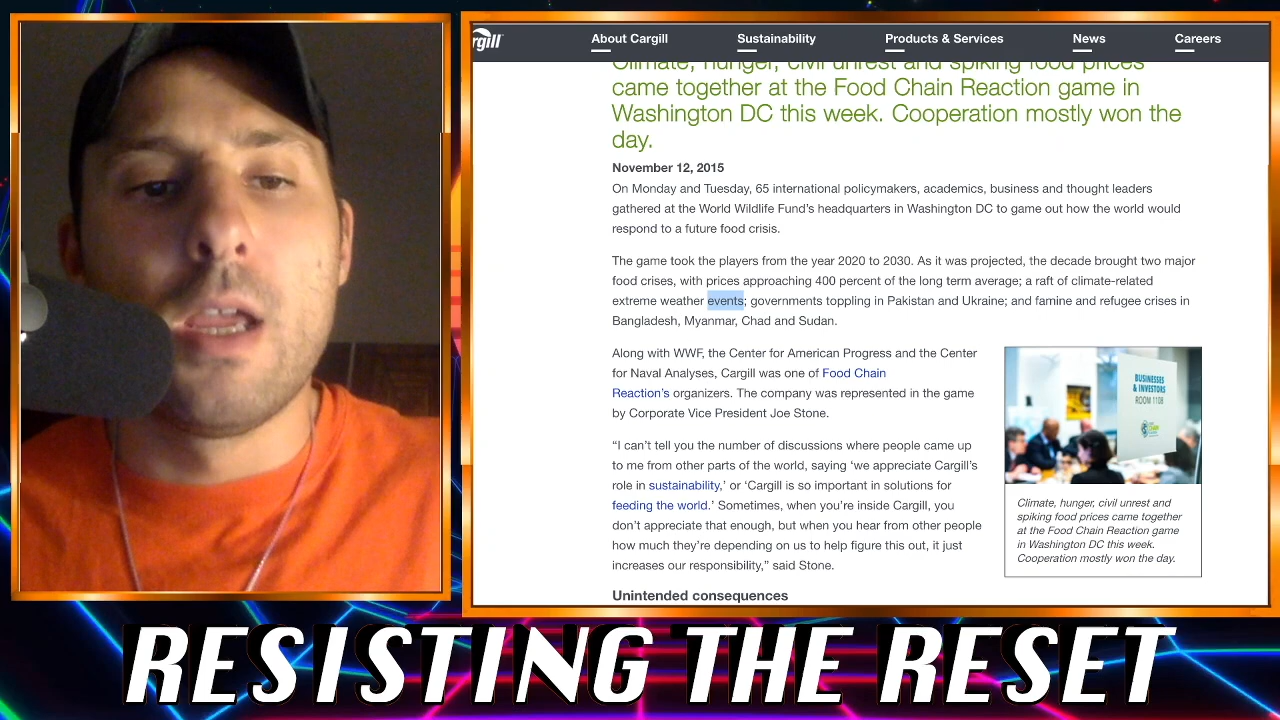 rgill
About Cargill
Sustainability
Products & Services
News
Careers
Climate, hunger, civil unrest and spiking food prices
came together at the Food Chain Reaction game in
Washington DC this week. Cooperation mostly won the
day.
November 12, 2015
On Monday and Tuesday, 65 international policymakers, academics, business and thought leaders
gathered at the World Wildlife Fund's headquarters in Washington DC to game out how the world would
respond to a future food crisis.
The game took the players from the year 2020 to 2030. As it was projected, the decade brought two major
food crises, with prices approaching 400 percent of the long term average; a raft of climate-related
extreme weather events; governments toppling in Pakistan and Ukraine; and famine and refugee crises in
Bangladesh, Myanmar, Chad and Sudan.
Along with WWF, the Center for American Progress and the Center
for Naval Analyses, Cargill was one of Food Chain
Reaction's organizers. The company was represented in the game
by Corporate Vice President Joe Stone.
“I can't tell you the number of discussions where people came up
to me from other parts of the world, saying ‘we appreciate Cargill's
role in sustainability,’ or ‘Cargill is so important in solutions for
feeding the world.’ Sometimes, when you're inside Cargill, you
don't appreciate that enough, but when you hear from other people
how much they're depending on us to help figure this out, it just
increases our responsibility,” said Stone.
BUSINESSES
& INVESTORS
ROOM 1108
Climate, hunger, civil unrest and
spiking food prices came together
at the Food Chain Reaction game
in Washington DC this week.
Cooperation mostly won the day.
Unintended consequences
RESISTING THE RESET